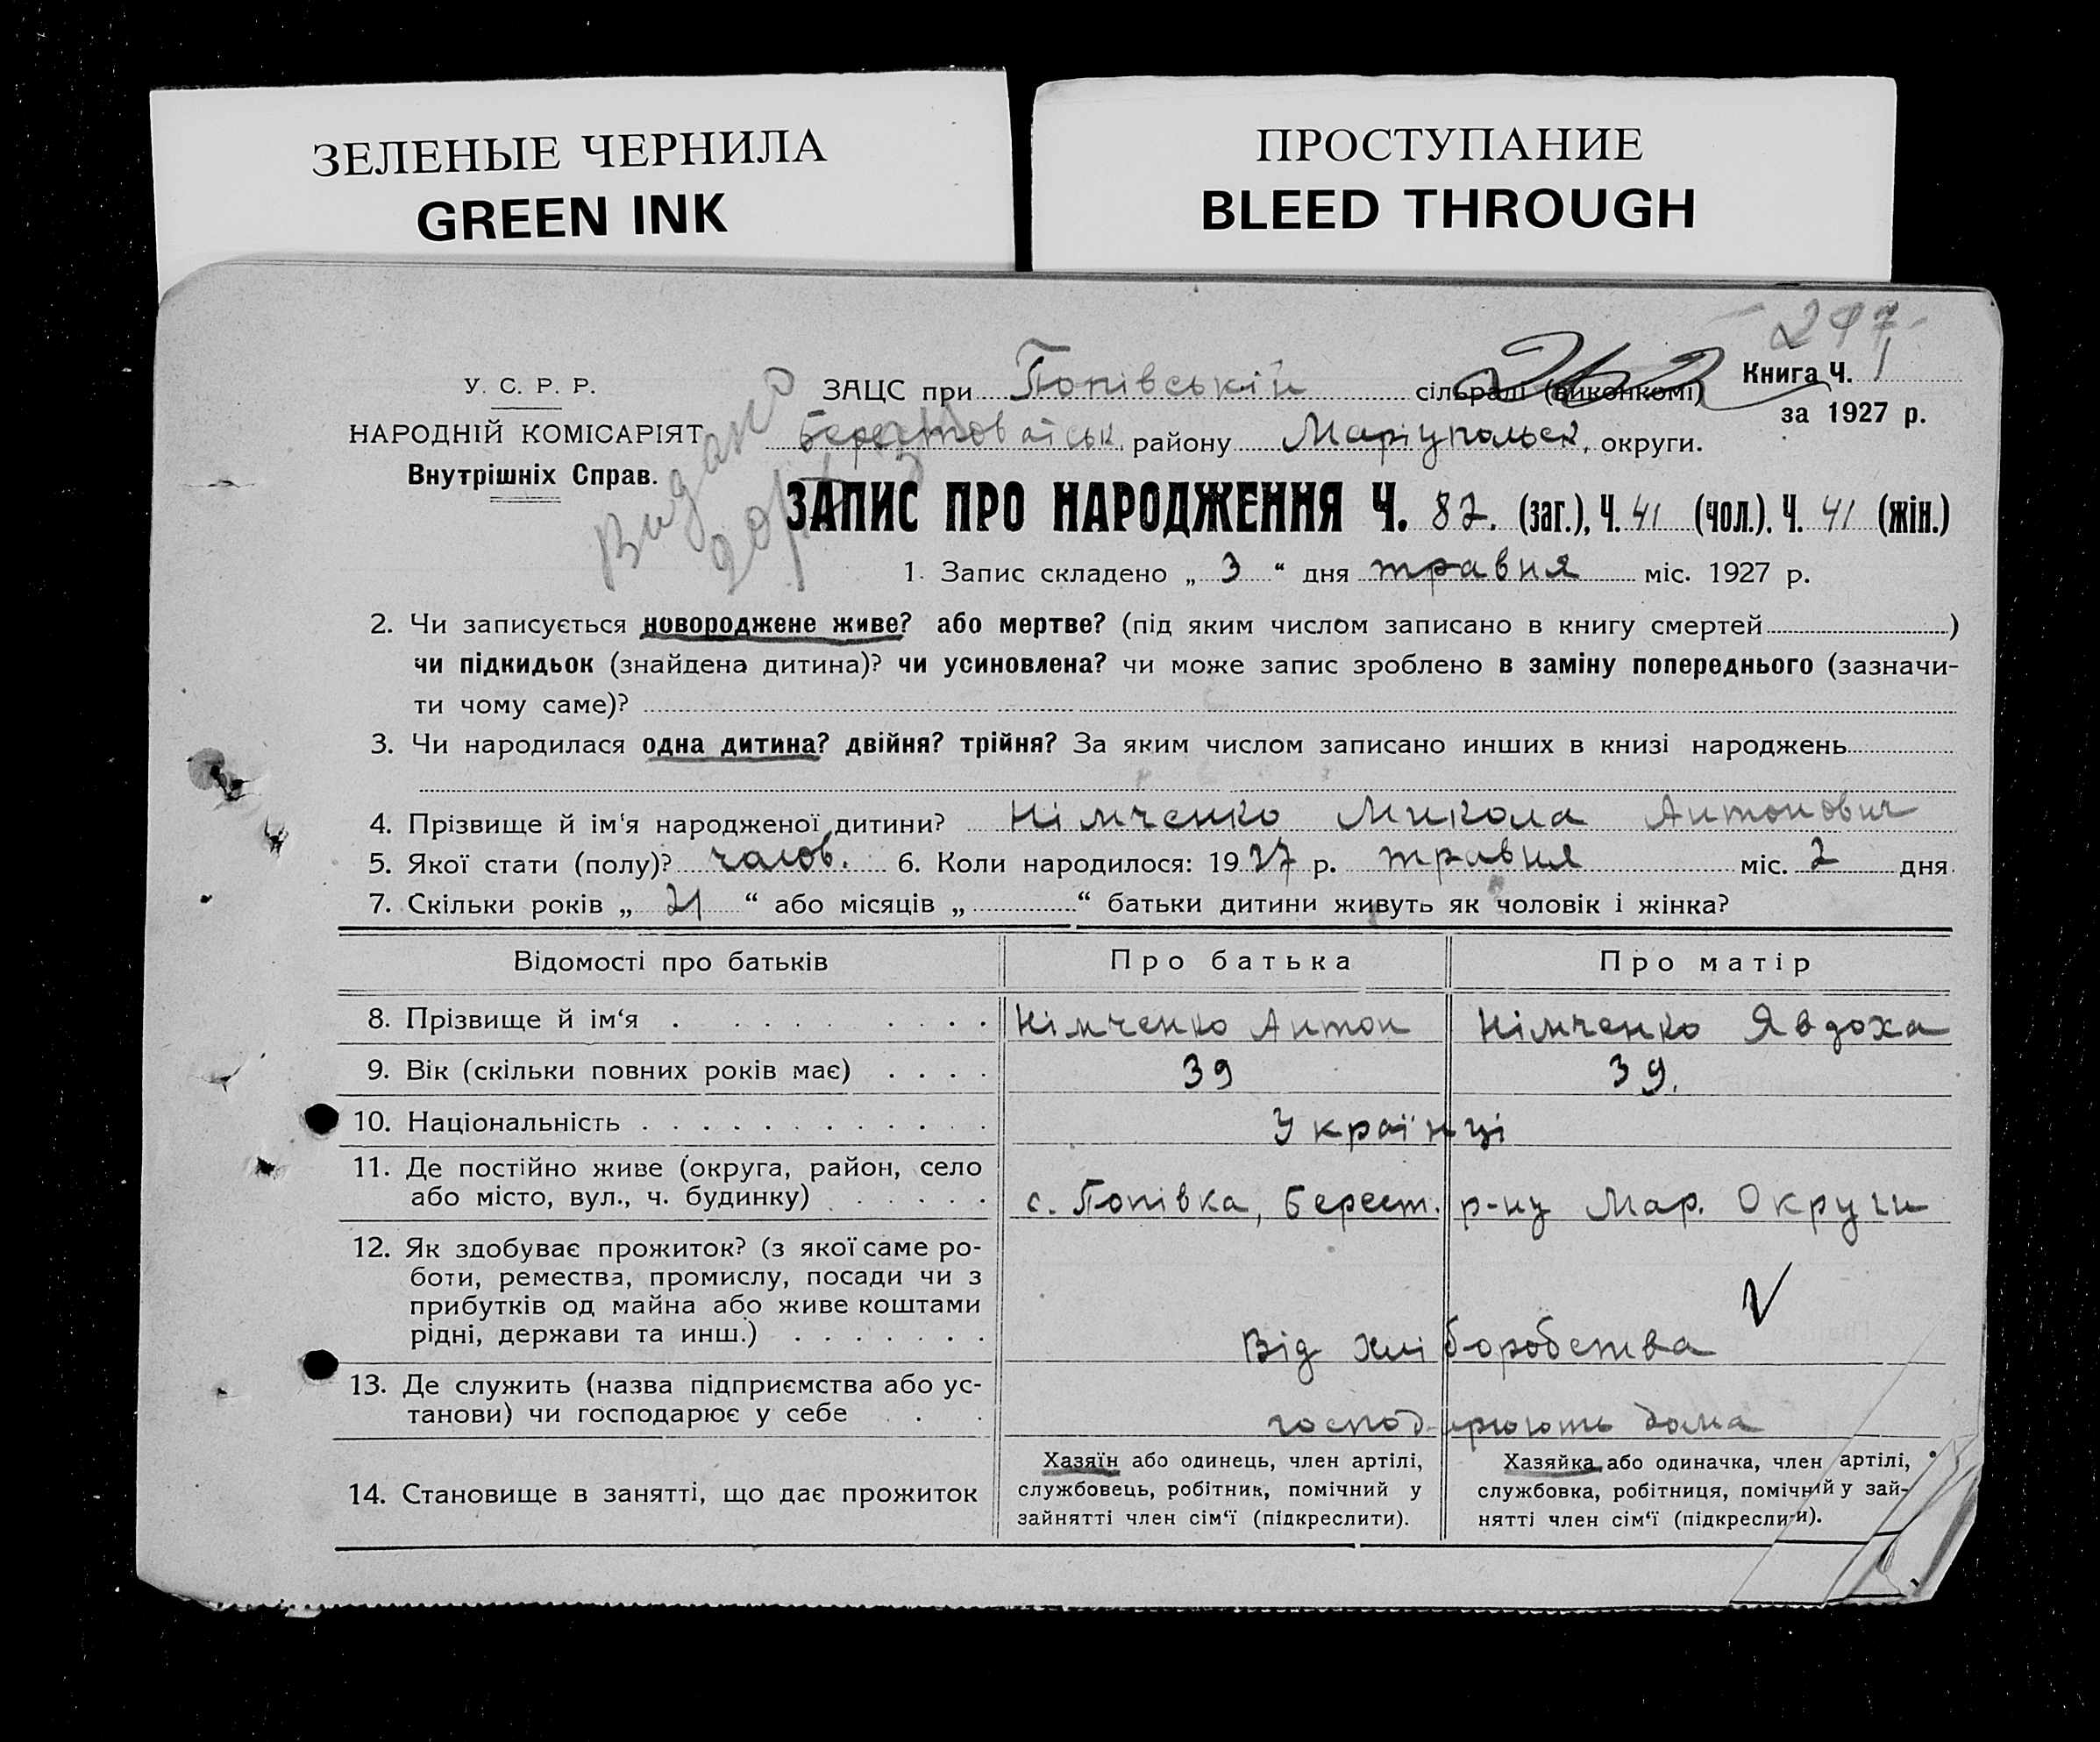 ЗЕЛЕНЫЕ ЧЕРНИЛА
GREEN INK
ПРОСТУПАНИЕ
BLEED THROUGH
297
У. С. Р. Р.
НАРОДНІЙ КОМІСАРІЯТ
Внутрішніх Справ.
Видано
ЗАЦС при Попівській сільраді (виконкомі)
262
Книга Ч. 1
за 1927 р.
Берестоваїськ. району Маріупольськ, округи.
ЗАПИС ПРО НАРОДЖЕННЯ Ч. 82. (заг.), Ч. 41 (чол.). Ч. 41 (жін.)
1. Запис складено „ 3 “ дня травня міс. 1927 р.
2. Чи записується новороджене живе? або мертве? (під яким числом записано в книгу смертей )
чи підкидьок (знайдена дитина)? чи усиновлена? чи може запис зроблено в заміну попереднього (зазначи-
ти чому саме)?
3. Чи народилася одна дитина? двійня? трійня? За яким числом записано инших в книзі народжень
4. Прізвище й ім'я народженої дитини? Німченко Микола Антонович
5. Якої стати (полу)? чолов. 6. Коли народилося: 1927 р. травня міс. 2 дня
7. Скільки років „ 21 “ або місяців „ “ батьки дитини живуть як чоловік і жінка?
Відомості про батьків Про батька Про матір
8. Прізвище й ім'я Німченко Антон Німченко Явдоха
9. Вік (скільки повних років має) 39 39.
10. Національність Українці
11. Де постійно живе (округа, район, село
або місто, вул., ч. будинку) с. Попівка, Берест. р-ну Мар. Округи
12. Як здобуває прожиток? (з якої саме ро-
боти, ремества, промислу, посади чи з
прибутків од майна або живе коштами
рідні, держави та инш.) Від хліборобства
13. Де служить (назва підприємства або ус-
танови) чи господарює у себе господарюють дома
14. Становище в занятті, що дає прожиток
Хазяїн або одинець, член артілі,
службовець, робітник, помічний у
зайнятті член сім'ї (підкреслити).
Хазяйка або одиначка, член артілі,
службовка, робітниця, помічний у зай-
нятті член сім'ї (підкреслити).